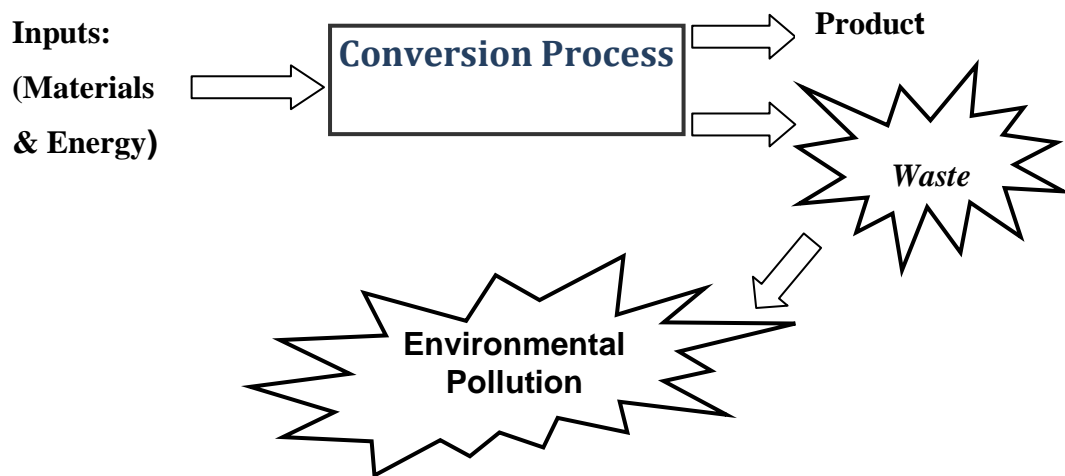 Inputs:
(Materials
& Energy)
Conversion Process
Product
Waste
Environmental
Pollution